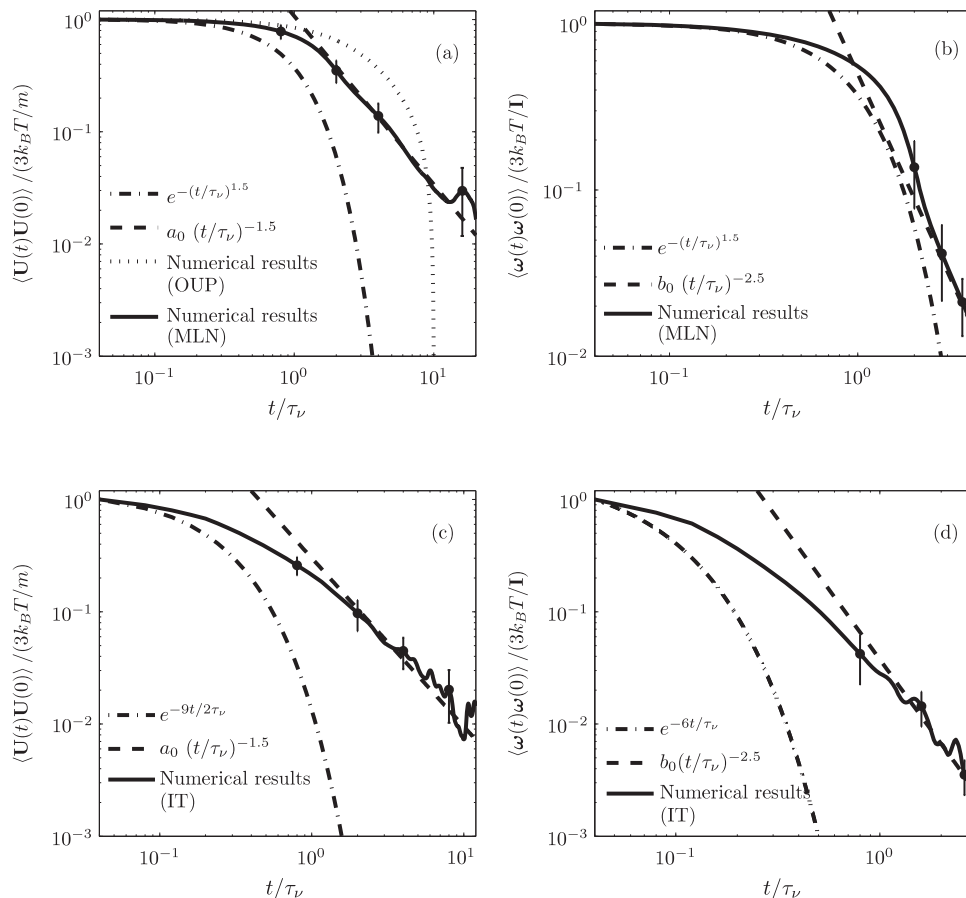 (a)
⟨U(t)U(0)⟩/(3k_BT/m)
10^0
10^{-1}
10^{-2}
10^{-3}
e^{-(t/τ_ν)^{1.5}}
a_0 (t/τ_ν)^{-1.5}
Numerical results
(OUP)
Numerical results
(MLN)
10^{-1} 10^0 10^1
t/τ_ν
(b)
⟨ω(t)ω(0)⟩/(3k_BT/I)
10^0
10^{-1}
10^{-2}
e^{-(t/τ_ν)^{1.5}}
b_0 (t/τ_ν)^{-2.5}
Numerical results
(MLN)
10^{-1} 10^0
t/τ_ν
(c)
⟨U(t)U(0)⟩/(3k_BT/m)
10^0
10^{-1}
10^{-2}
10^{-3}
e^{-9t/2τ_ν}
a_0 (t/τ_ν)^{-1.5}
Numerical results
(IT)
10^{-1} 10^0 10^1
t/τ_ν
(d)
⟨ω(t)ω(0)⟩/(3k_BT/I)
10^0
10^{-1}
10^{-2}
10^{-3}
e^{-6t/τ_ν}
b_0(t/τ_ν)^{-2.5}
Numerical results
(IT)
10^{-1} 10^0
t/τ_ν